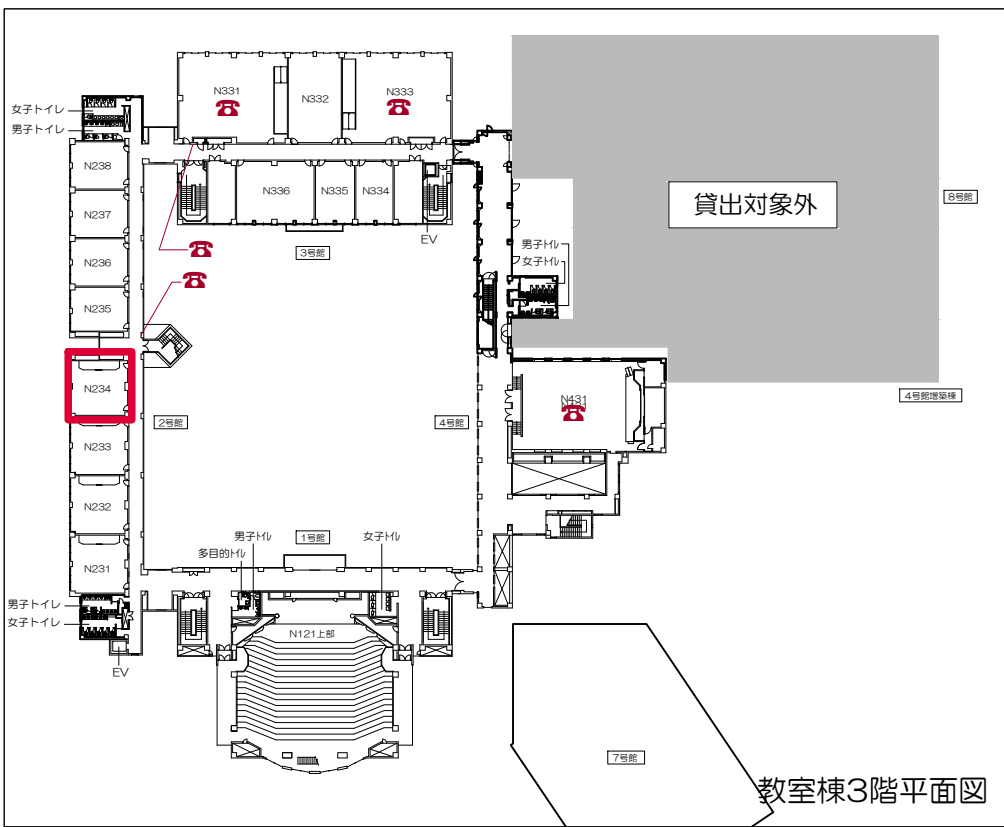 N331
N332
N333
女子トイレ
男子トイレ
N238
N237
N236
N235
N336
N335
N334
EV
3号館
貸出対象外
8号館
男子トイレ
女子トイレ
N234
N233
N232
N231
2号館
4号館
N431
4号館増築棟
1号館
男子トイレ
多目的トイレ
女子トイレ
男子トイレ
女子トイレ
EV
N121上部
7号館
教室棟3階平面図